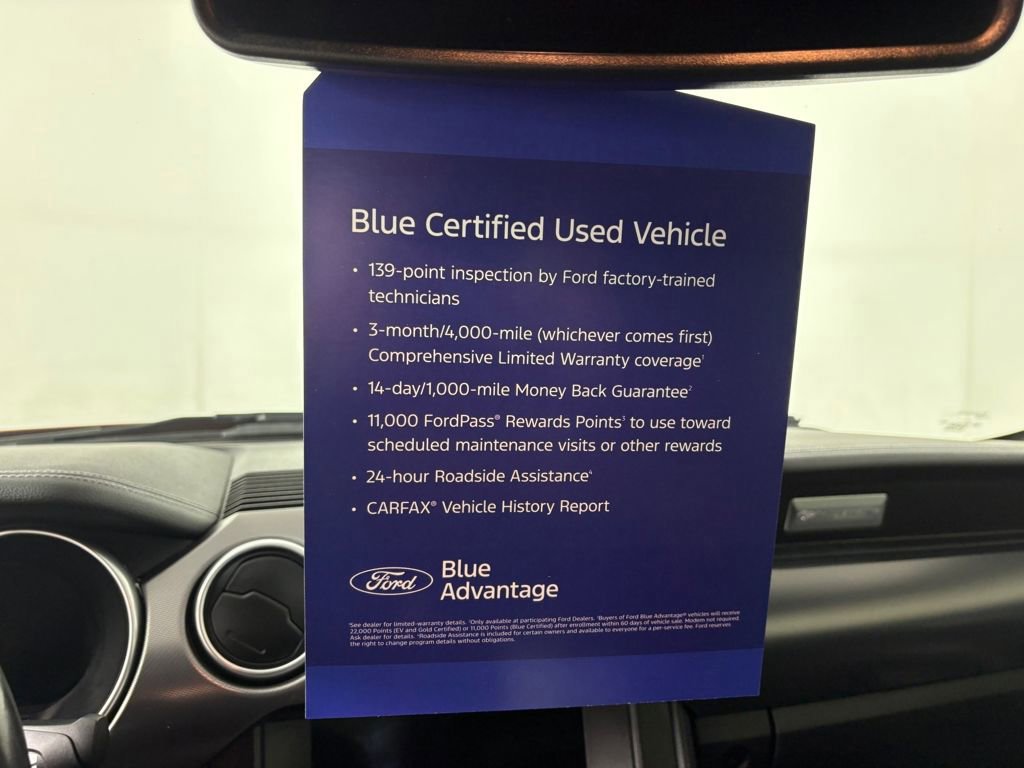 Blue Certified Used Vehicle
• 139-point inspection by Ford factory-trained
technicians
• 3-month/4,000-mile (whichever comes first)
Comprehensive Limited Warranty coverage¹
• 14-day/1,000-mile Money Back Guarantee²
• 11,000 FordPass® Rewards Points³ to use toward
scheduled maintenance visits or other rewards
• 24-hour Roadside Assistance⁴
• CARFAX® Vehicle History Report
Ford Blue
Advantage
¹See dealer for limited-warranty details. ²Only available at participating Ford Dealers. ³Buyers of Ford Blue Advantage® vehicles will receive
22,000 Points (EV and Gold Certified) or 11,000 Points (Blue Certified) after enrollment within 60 days of vehicle sale. Modem not required.
Ask dealer for details. ⁴Roadside Assistance is included for certain owners and available to everyone for a per-service fee. Ford reserves
the right to change program details without obligations.